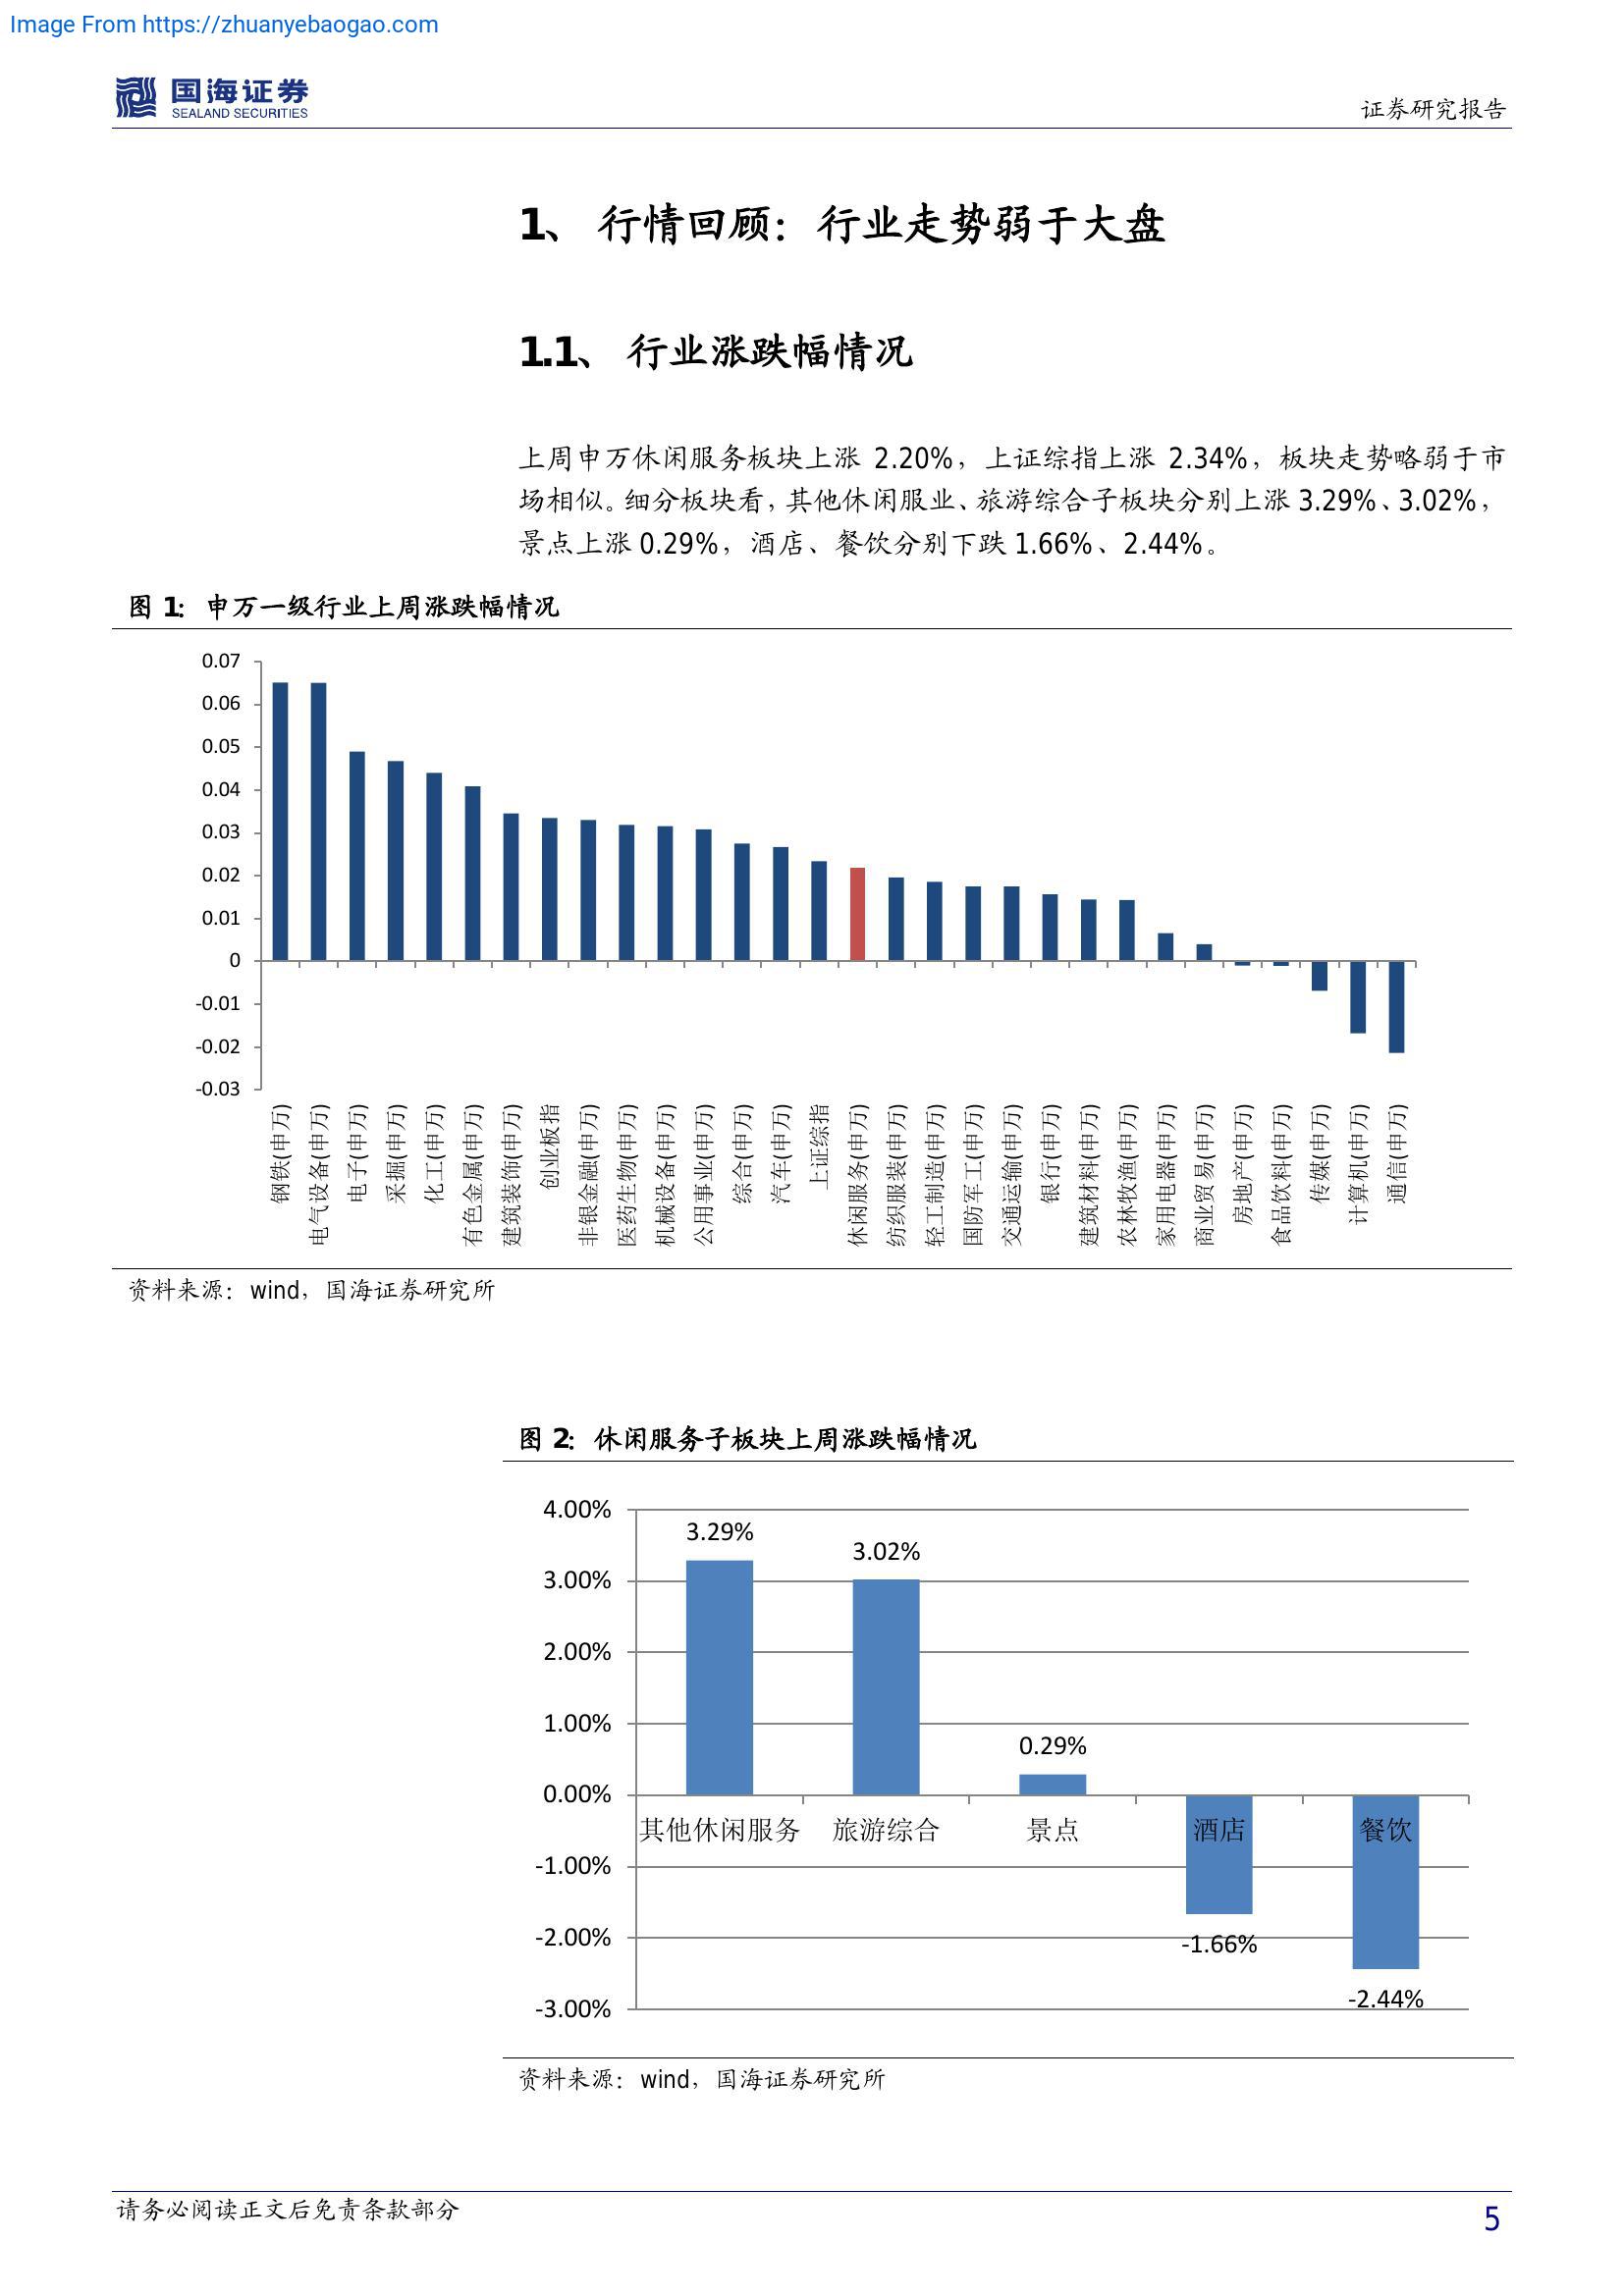 Image From https://zhuanyebaogao.com
国海证券
SEALAND SECURITIES
证券研究报告
1、 行情回顾：行业走势弱于大盘
1.1、 行业涨跌幅情况
上周申万休闲服务板块上涨 2.20%，上证综指上涨 2.34%，板块走势略弱于市
场相似。细分板块看，其他休闲服业、旅游综合子板块分别上涨 3.29%、3.02%，
景点上涨 0.29%，酒店、餐饮分别下跌 1.66%、2.44%。
图 1：申万一级行业上周涨跌幅情况
0.07
0.06
0.05
0.04
0.03
0.02
0.01
0
-0.01
-0.02
-0.03
钢铁(申万)
电气设备(申万)
电子(申万)
采掘(申万)
化工(申万)
有色金属(申万)
建筑装饰(申万)
创业板指
非银金融(申万)
医药生物(申万)
机械设备(申万)
公用事业(申万)
综合(申万)
汽车(申万)
上证综指
休闲服务(申万)
纺织服装(申万)
轻工制造(申万)
国防军工(申万)
交通运输(申万)
银行(申万)
建筑材料(申万)
农林牧渔(申万)
家用电器(申万)
商业贸易(申万)
房地产(申万)
食品饮料(申万)
传媒(申万)
计算机(申万)
通信(申万)
资料来源：wind，国海证券研究所
图 2：休闲服务子板块上周涨跌幅情况
4.00%
3.00%
2.00%
1.00%
0.00%
-1.00%
-2.00%
-3.00%
3.29%
3.02%
0.29%
-1.66%
-2.44%
其他休闲服务
旅游综合
景点
酒店
餐饮
资料来源：wind，国海证券研究所
请务必阅读正文后免责条款部分
5